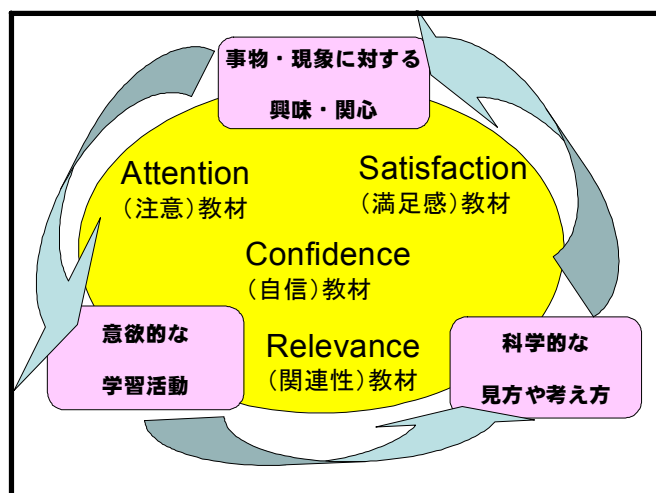 事物・現象に対する
興味・関心
Attention
（注意）教材
Satisfaction
（満足感）教材
Confidence
（自信）教材
Relevance
（関連性）教材
意欲的な
学習活動
科学的な
見方や考え方